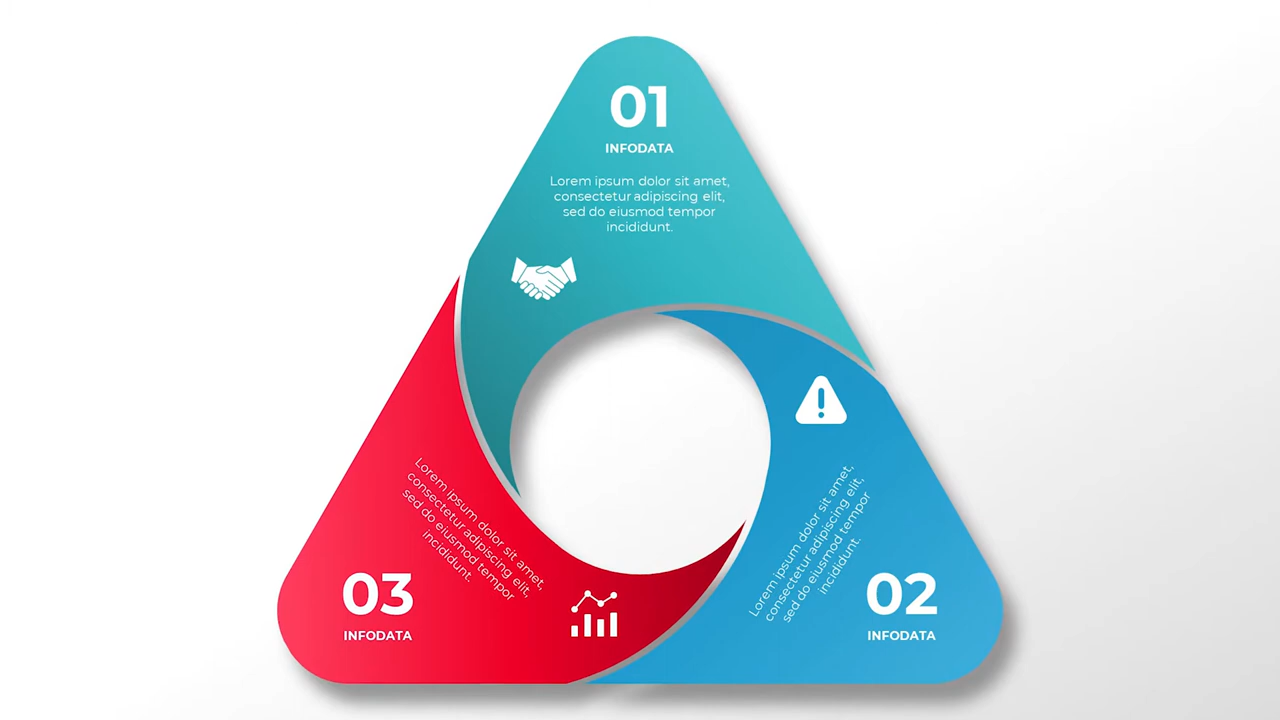 01
INFODATA
Lorem ipsum dolor sit amet,
consectetur adipiscing elit,
sed do eiusmod tempor
incididunt.
Lorem ipsum dolor sit amet,
consectetur adipiscing elit,
sed do eiusmod tempor
incididunt.
02
INFODATA
Lorem ipsum dolor sit amet,
consectetur adipiscing elit,
sed do eiusmod tempor
incididunt.
03
INFODATA